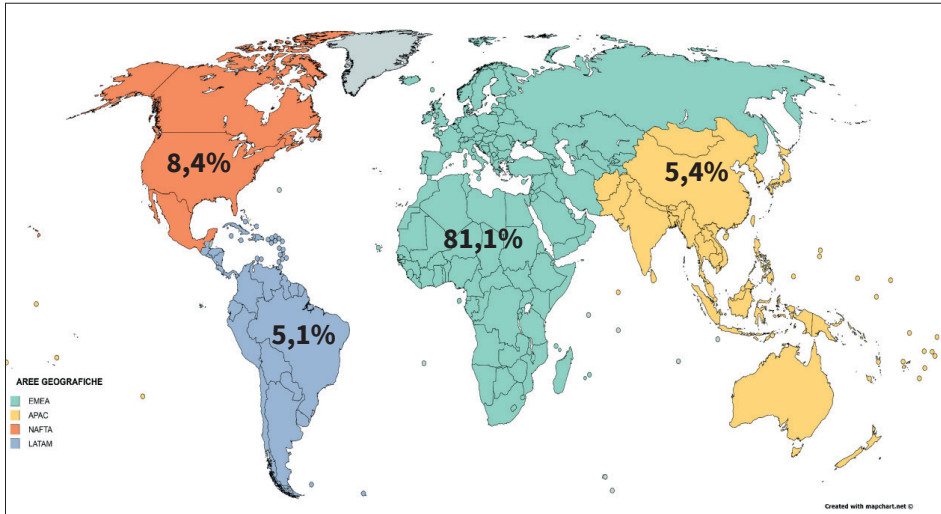 8,4%
5,4%
81,1%
5,1%
AREE GEOGRAFICHE
EMEA
APAC
NAFTA
LATAM
Created with mapchart.net ©